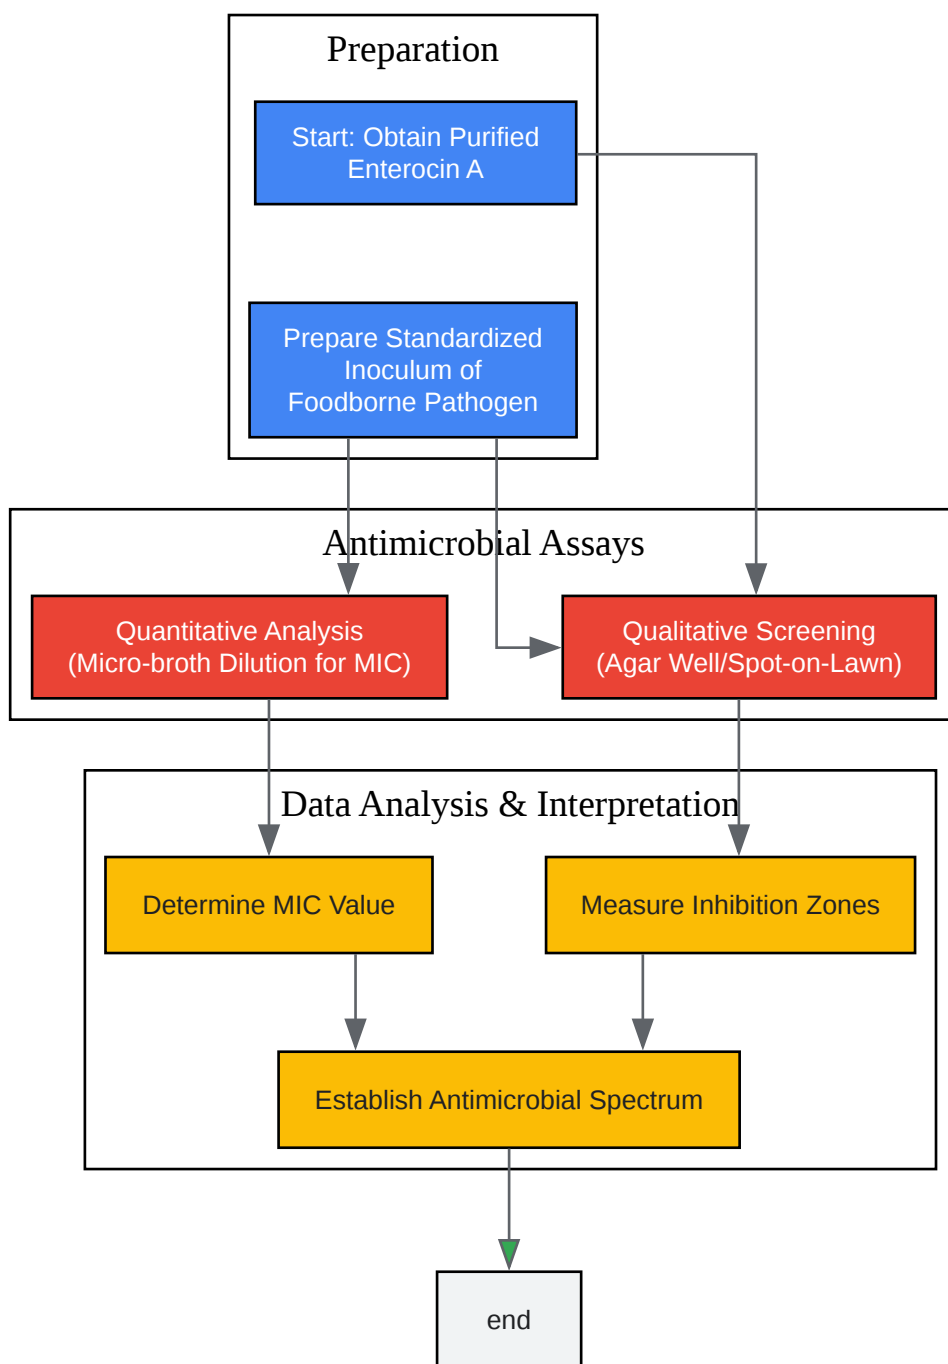 Preparation
Start: Obtain Purified
Enterocin A
Prepare Standardized
Inoculum of
Foodborne Pathogen
Antimicrobial Assays
Quantitative Analysis
(Micro-broth Dilution for MIC)
Qualitative Screening
(Agar Well/Spot-on-Lawn)
Data Analysis & Interpretation
Determine MIC Value
Measure Inhibition Zones
Establish Antimicrobial Spectrum
end